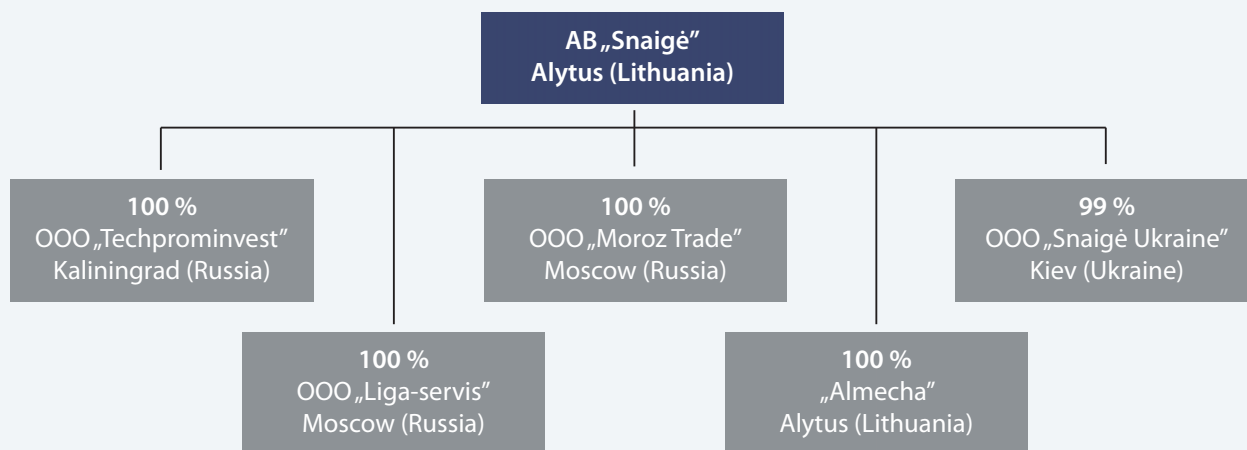 AB „Snaigė”
Alytus (Lithuania)
100 %
OOO „Techprominvest”
Kaliningrad (Russia)
100 %
OOO „Moroz Trade”
Moscow (Russia)
99 %
OOO „Snaigė Ukraine”
Kiev (Ukraine)
100 %
OOO „Liga-servis”
Moscow (Russia)
100 %
„Almecha”
Alytus (Lithuania)